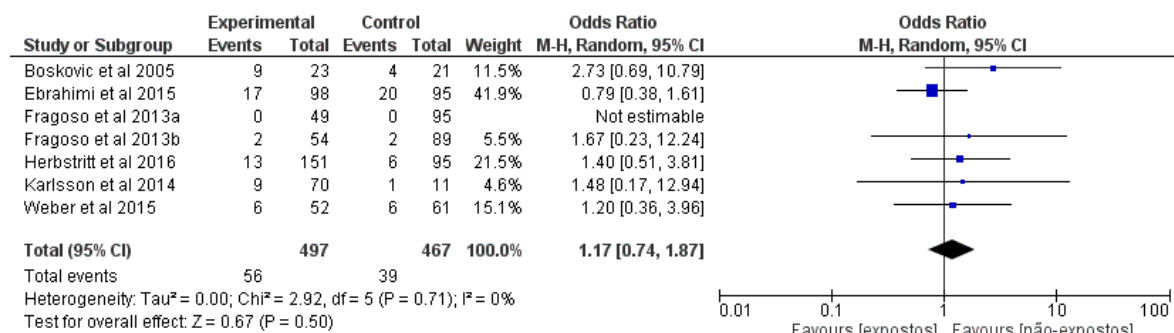 Experimental Control Odds Ratio Odds Ratio
Study or Subgroup Events Total Events Total Weight M-H, Random, 95% CI M-H, Random, 95% CI
Boskovic et al 2005 9 23 4 21 11.5% 2.73 [0.69, 10.79]
Ebrahimi et al 2015 17 98 20 95 41.9% 0.79 [0.38, 1.61]
Fragoso et al 2013a 0 49 0 95 Not estimable
Fragoso et al 2013b 2 54 2 89 5.5% 1.67 [0.23, 12.24]
Herbstritt et al 2016 13 151 6 95 21.5% 1.40 [0.51, 3.81]
Karlsson et al 2014 9 70 1 11 4.6% 1.48 [0.17, 12.94]
Weber et al 2015 6 52 6 61 15.1% 1.20 [0.36, 3.96]
Total (95% CI) 497 467 100.0% 1.17 [0.74, 1.87]
Total events 56 39
Heterogeneity: Tau² = 0.00; Chi² = 2.92, df = 5 (P = 0.71); I² = 0%
Test for overall effect: Z = 0.67 (P = 0.50)
0.01 0.1 1 10 100
Favours [expostos] Favours [não-expostos]